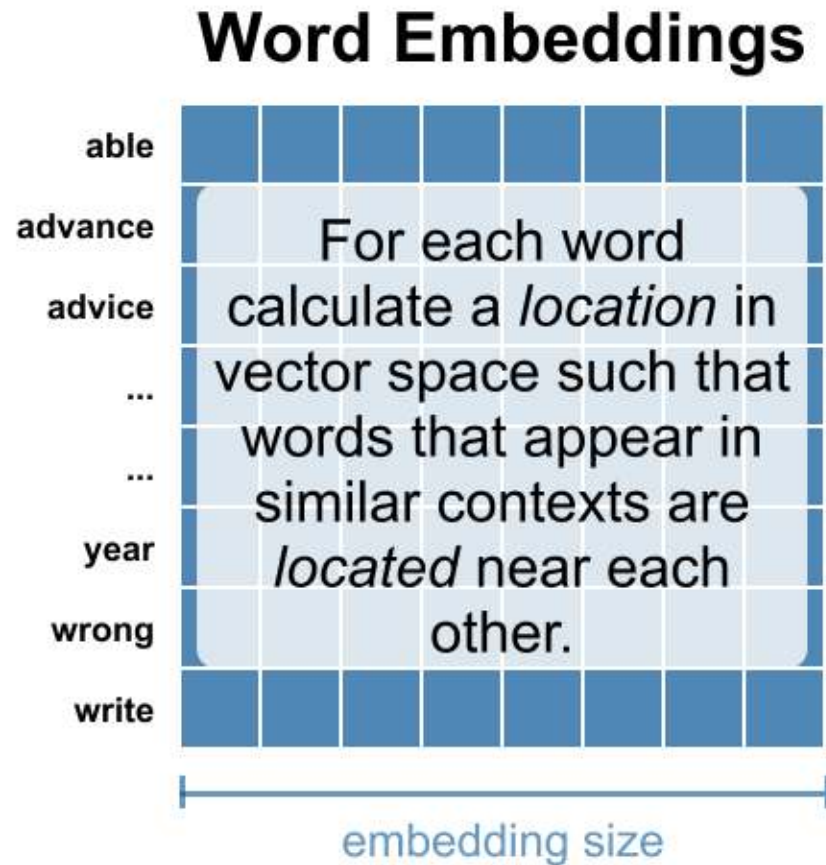 Word Embeddings
able
advance
advice
...
...
year
wrong
write
For each word
calculate a location in
vector space such that
words that appear in
similar contexts are
located near each
other.
embedding size